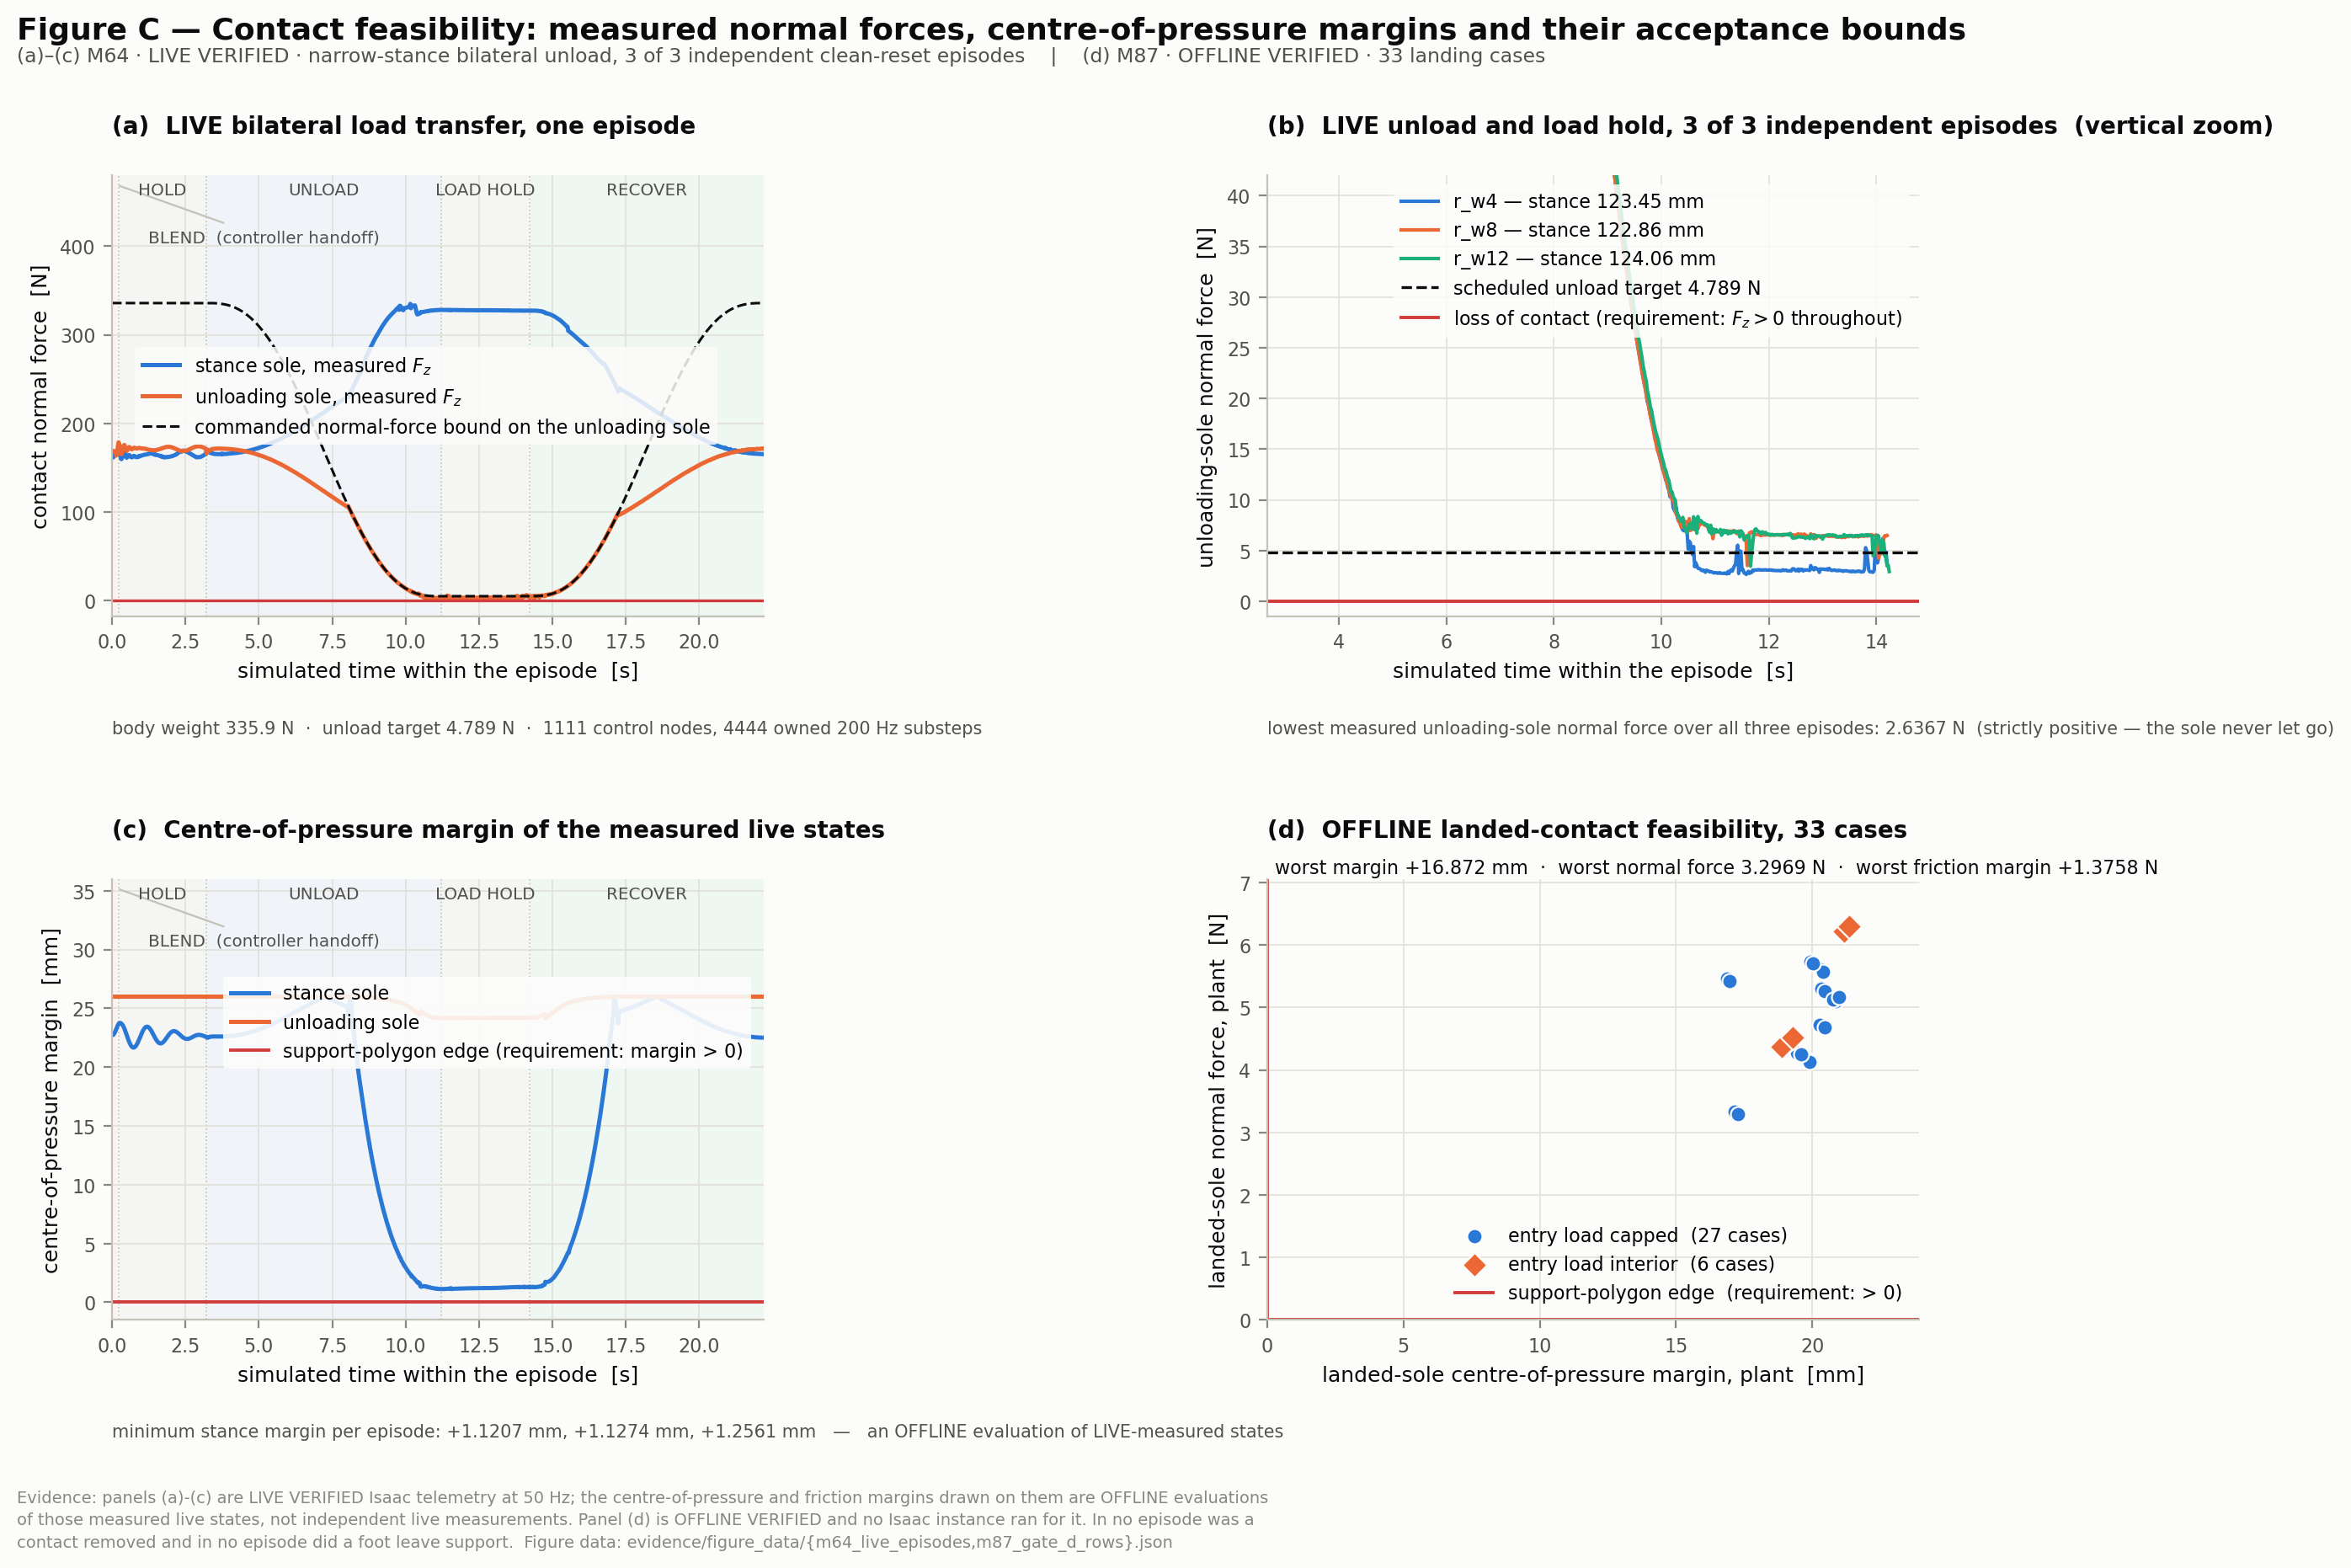 Figure C — Contact feasibility: measured normal forces, centre-of-pressure margins and their acceptance bounds
(a)–(c) M64 · LIVE VERIFIED · narrow-stance bilateral unload, 3 of 3 independent clean-reset episodes | (d) M87 · OFFLINE VERIFIED · 33 landing cases
(a) LIVE bilateral load transfer, one episode
HOLD UNLOAD LOAD HOLD RECOVER
BLEND (controller handoff)
contact normal force [N]
400
300
200
100
0
stance sole, measured Fz
unloading sole, measured Fz
commanded normal-force bound on the unloading sole
0.0 2.5 5.0 7.5 10.0 12.5 15.0 17.5 20.0
simulated time within the episode [s]
body weight 335.9 N · unload target 4.789 N · 1111 control nodes, 4444 owned 200 Hz substeps
(b) LIVE unload and load hold, 3 of 3 independent episodes (vertical zoom)
unloading-sole normal force [N]
40
35
30
25
20
15
10
5
0
r_w4 — stance 123.45 mm
r_w8 — stance 122.86 mm
r_w12 — stance 124.06 mm
scheduled unload target 4.789 N
loss of contact (requirement: Fz > 0 throughout)
4 6 8 10 12 14
simulated time within the episode [s]
lowest measured unloading-sole normal force over all three episodes: 2.6367 N (strictly positive — the sole never let go)
(c) Centre-of-pressure margin of the measured live states
HOLD UNLOAD LOAD HOLD RECOVER
BLEND (controller handoff)
centre-of-pressure margin [mm]
35
30
25
20
15
10
5
0
stance sole
unloading sole
support-polygon edge (requirement: margin > 0)
0.0 2.5 5.0 7.5 10.0 12.5 15.0 17.5 20.0
simulated time within the episode [s]
minimum stance margin per episode: +1.1207 mm, +1.1274 mm, +1.2561 mm — an OFFLINE evaluation of LIVE-measured states
(d) OFFLINE landed-contact feasibility, 33 cases
worst margin +16.872 mm · worst normal force 3.2969 N · worst friction margin +1.3758 N
landed-sole normal force, plant [N]
7
6
5
4
3
2
1
0
entry load capped (27 cases)
entry load interior (6 cases)
support-polygon edge (requirement: > 0)
0 5 10 15 20
landed-sole centre-of-pressure margin, plant [mm]
Evidence: panels (a)-(c) are LIVE VERIFIED Isaac telemetry at 50 Hz; the centre-of-pressure and friction margins drawn on them are OFFLINE evaluations
of those measured live states, not independent live measurements. Panel (d) is OFFLINE VERIFIED and no Isaac instance ran for it. In no episode was a
contact removed and in no episode did a foot leave support. Figure data: evidence/figure_data/{m64_live_episodes,m87_gate_d_rows}.json